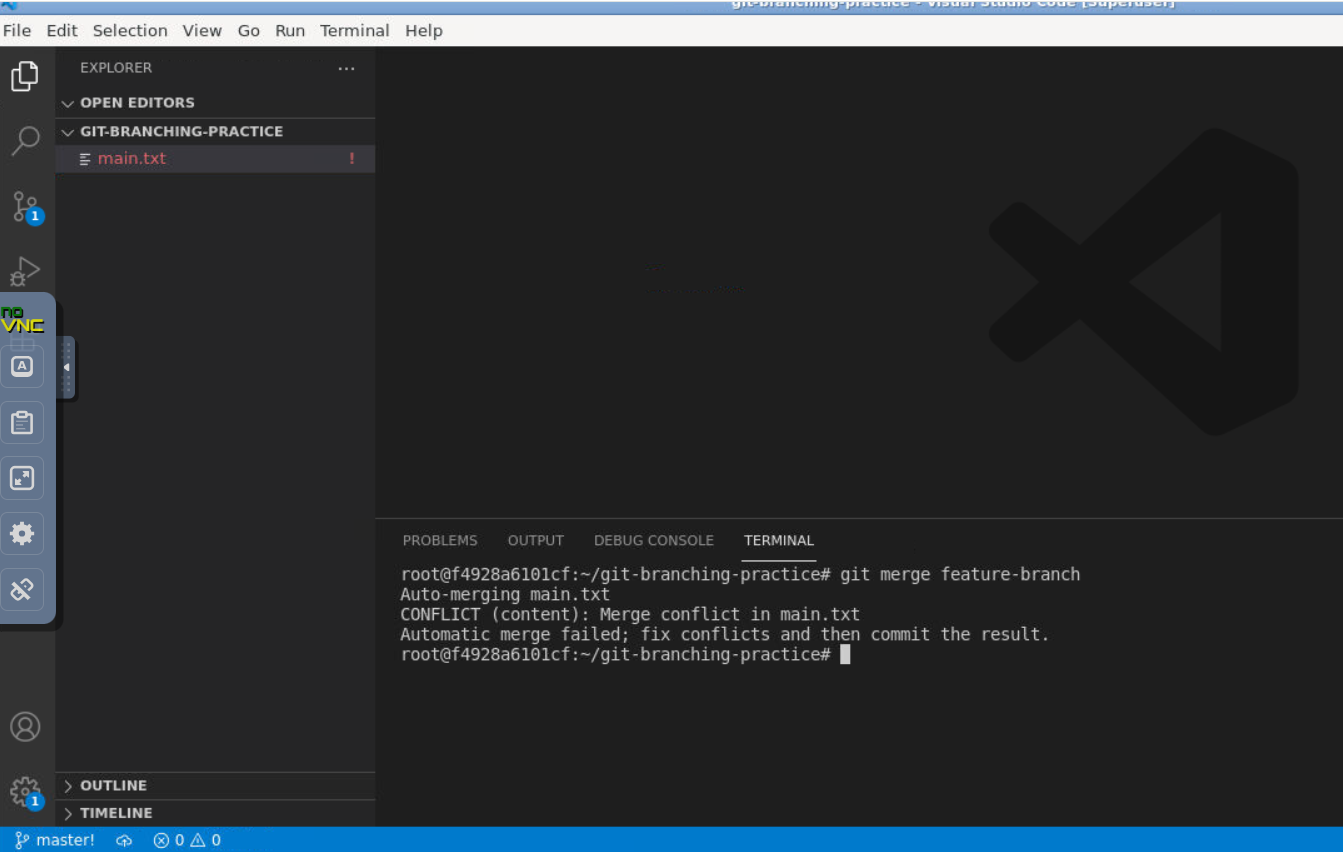 git-branching-practice - Visual Studio Code [Superuser]
File Edit Selection View Go Run Terminal Help
EXPLORER
OPEN EDITORS
GIT-BRANCHING-PRACTICE
main.txt !
1
no
VNC
A
PROBLEMS OUTPUT DEBUG CONSOLE TERMINAL
root@f4928a6101cf:~/git-branching-practice# git merge feature-branch
Auto-merging main.txt
CONFLICT (content): Merge conflict in main.txt
Automatic merge failed; fix conflicts and then commit the result.
root@f4928a6101cf:~/git-branching-practice#
OUTLINE
1
TIMELINE
master! 0 0